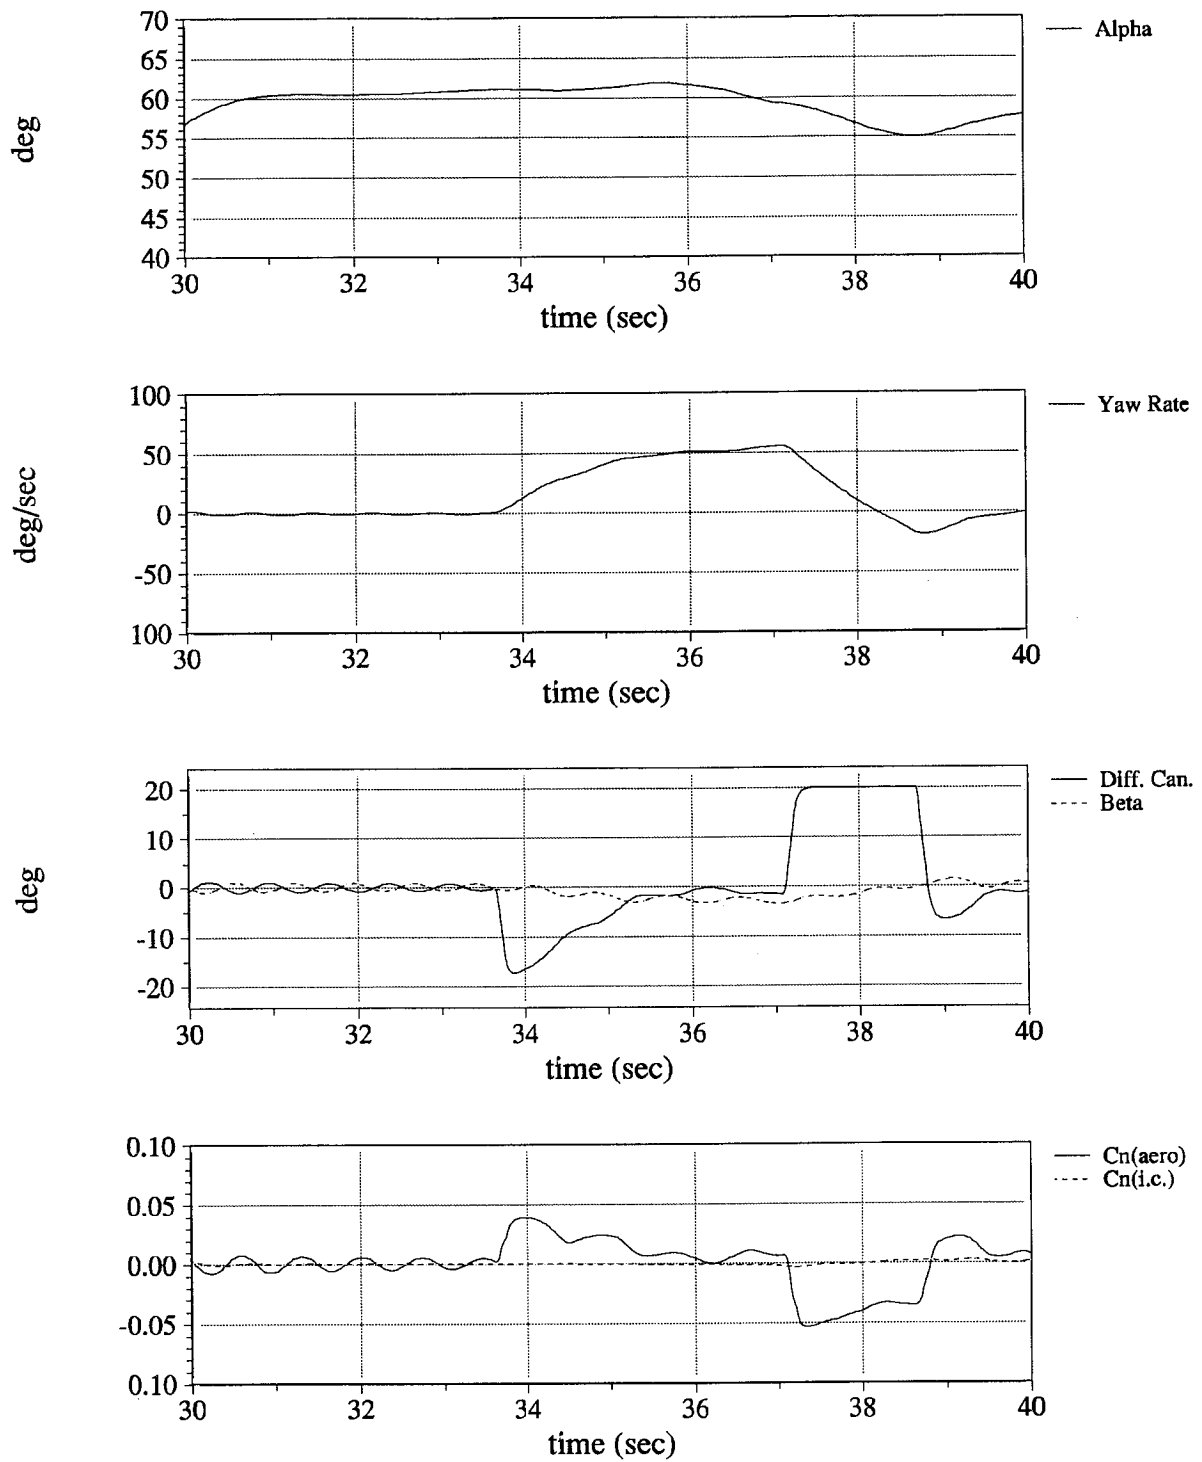 70
65
60
55
50
45
40
deg
30 32 34 36 38 40
time (sec)
Alpha
100
50
0
-50
100
deg/sec
30 32 34 36 38 40
time (sec)
Yaw Rate
20
10
0
-10
-20
deg
30 32 34 36 38 40
time (sec)
Diff. Can.
Beta
0.10
0.05
0.00
-0.05
0.10
30 32 34 36 38 40
time (sec)
Cn(aero)
Cn(i.c.)